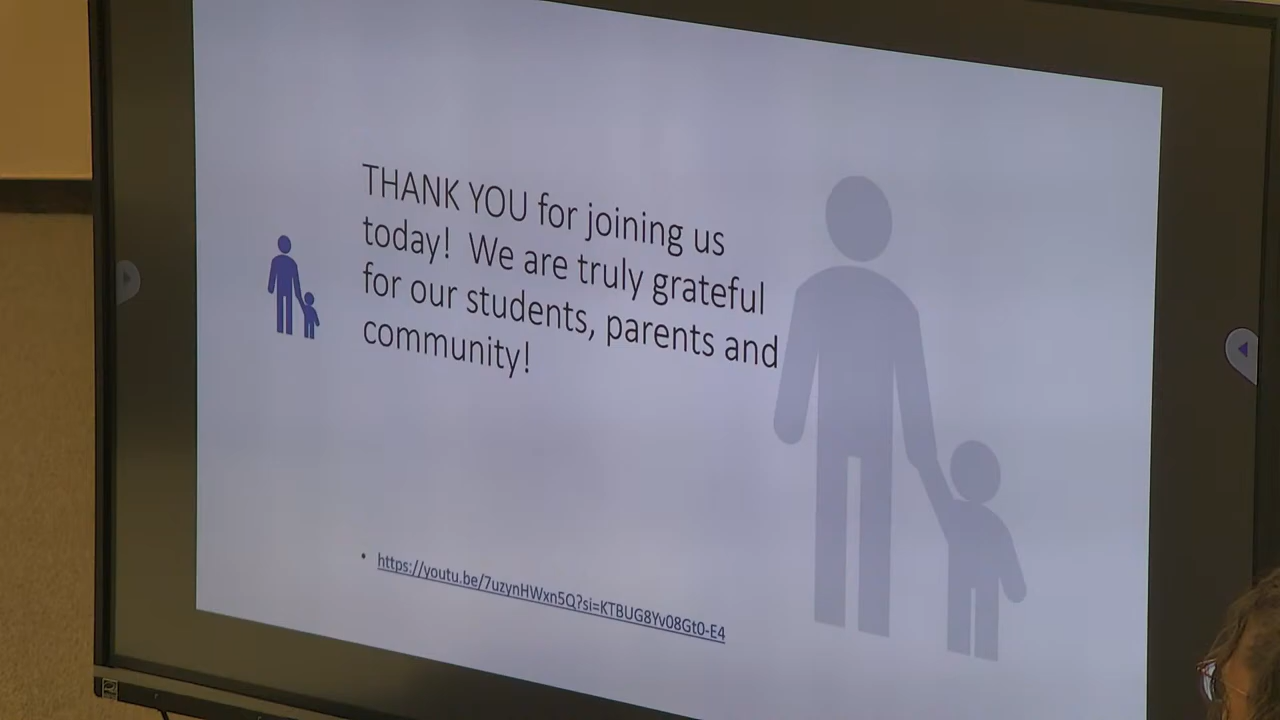 THANK YOU for joining us
today!  We are truly grateful
for our students, parents and
community!
• https://youtu.be/7uzynHWxn5Q?si=KTBUG8Yv08Gt0-E4